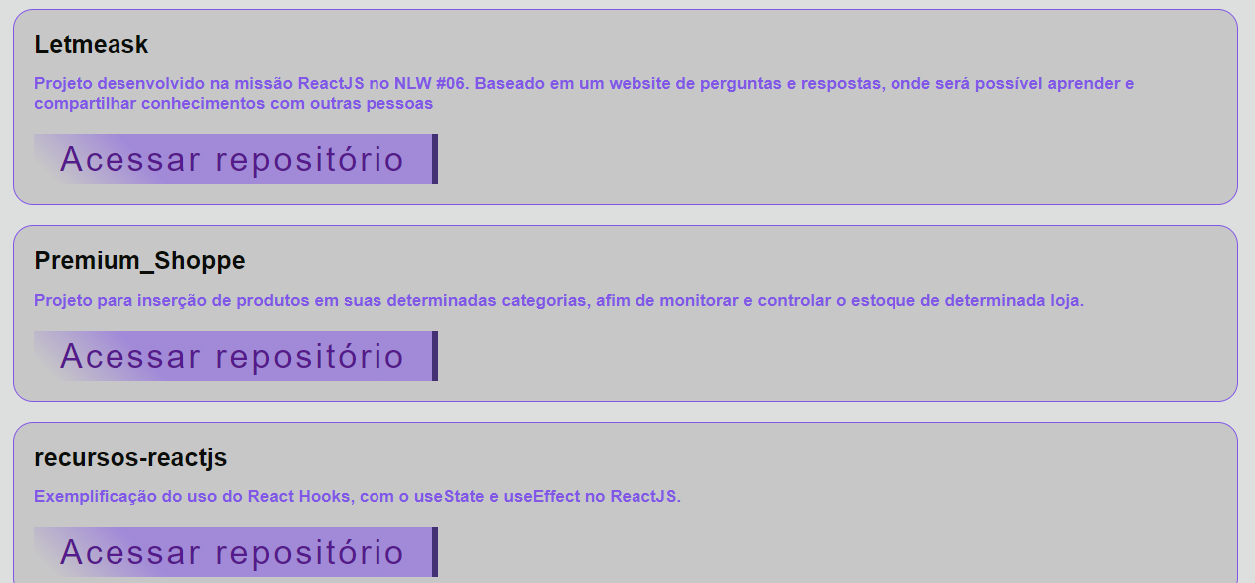 Letmeask
Projeto desenvolvido na missão ReactJS no NLW #06. Baseado em um website de perguntas e respostas, onde será possível aprender e
compartilhar conhecimentos com outras pessoas
Acessar repositório
Premium_Shoppe
Projeto para inserção de produtos em suas determinadas categorias, afim de monitorar e controlar o estoque de determinada loja.
Acessar repositório
recursos-reactjs
Exemplificação do uso do React Hooks, com o useState e useEffect no ReactJS.
Acessar repositório